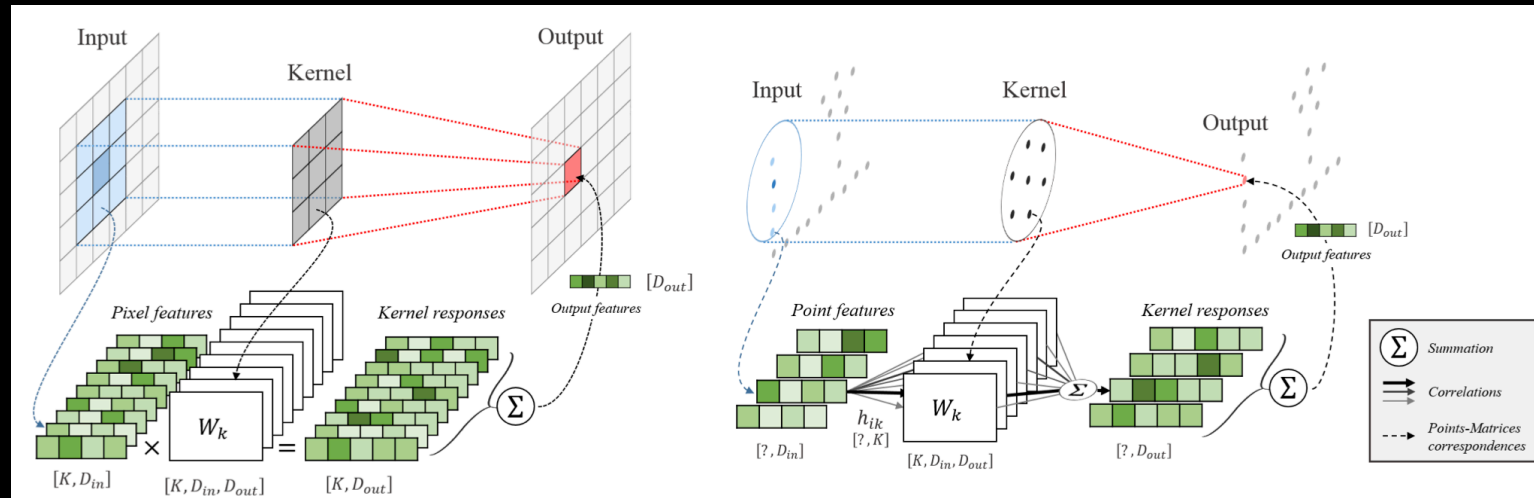 Input
Kernel
Output
[D_out]
Output features
Pixel features
Kernel responses
W_k
×
=
Σ
[K, D_in]
[K, D_in, D_out]
[K, D_out]
Input
Kernel
Output
[D_out]
Output features
Point features
Kernel responses
h_ik
[?, K]
W_k
Σ
Σ
[?, D_in]
[K, D_in, D_out]
[?, D_out]
Σ Summation
Correlations
Points-Matrices
correspondences